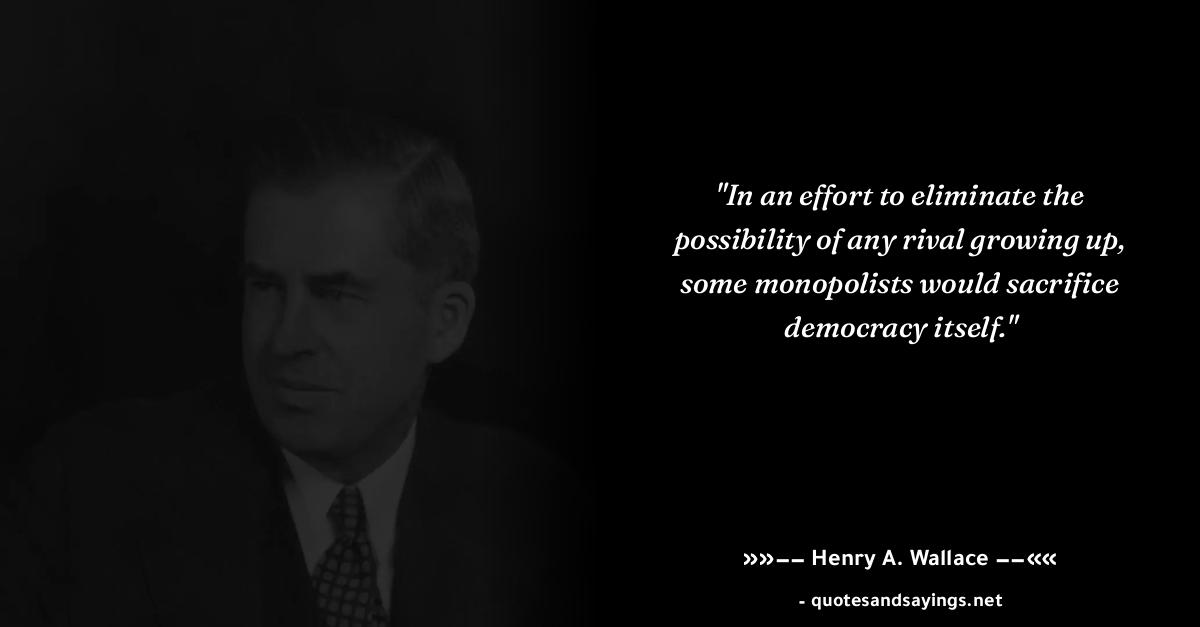 "In an effort to eliminate the
possibility of any rival growing up,
some monopolists would sacrifice
democracy itself."
»»−− Henry A. Wallace −−««
- quotesandsayings.net